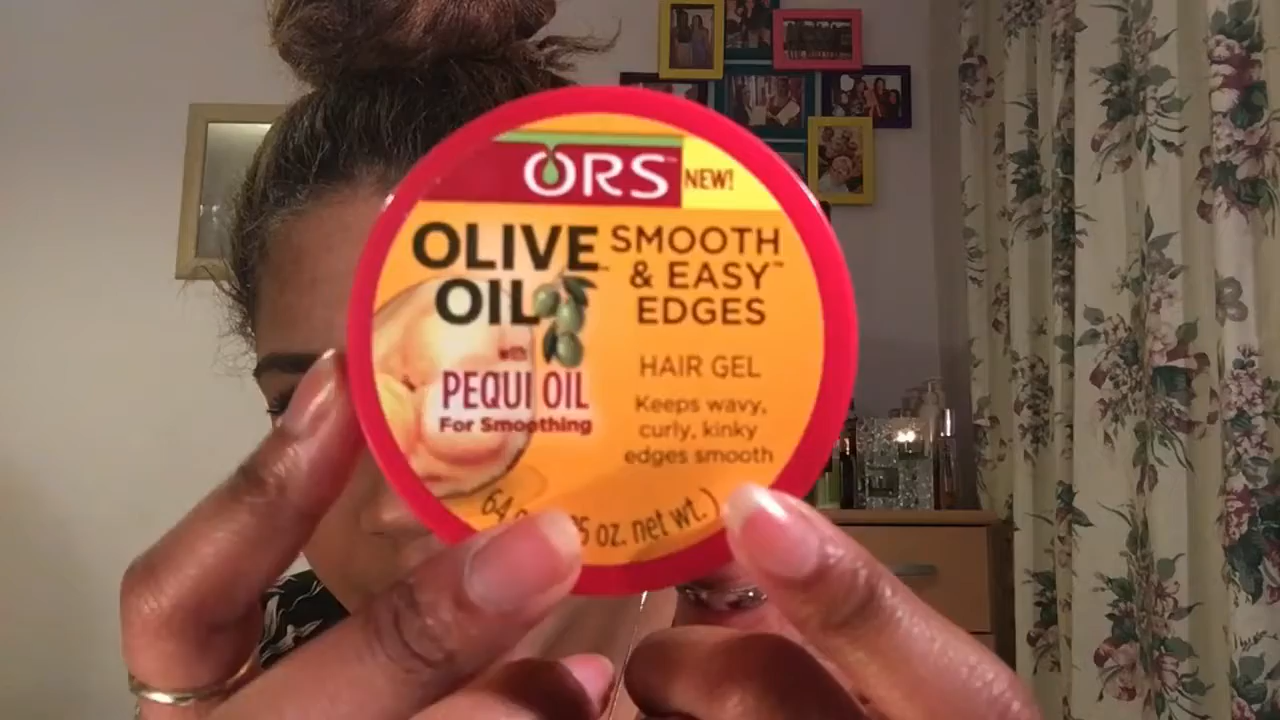 ORS
NEW!
OLIVE
OIL
with
PEQUI OIL
For Smoothing
SMOOTH
& EASY™
EDGES
HAIR GEL
Keeps wavy,
curly, kinky
edges smooth
64 oz. net wt.)